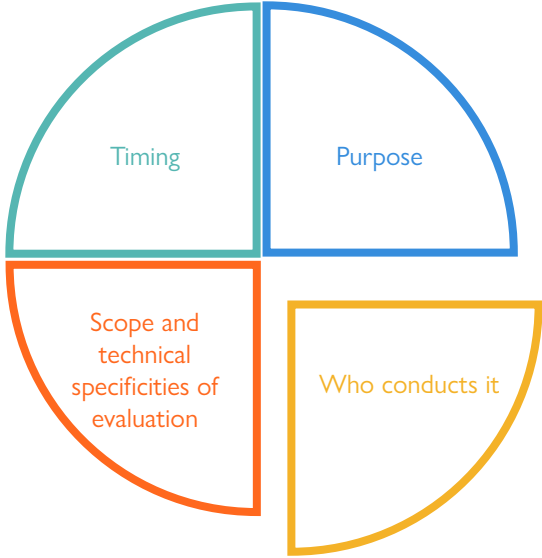 Timing
Purpose
Scope and
technical
specificities of
evaluation
Who conducts it